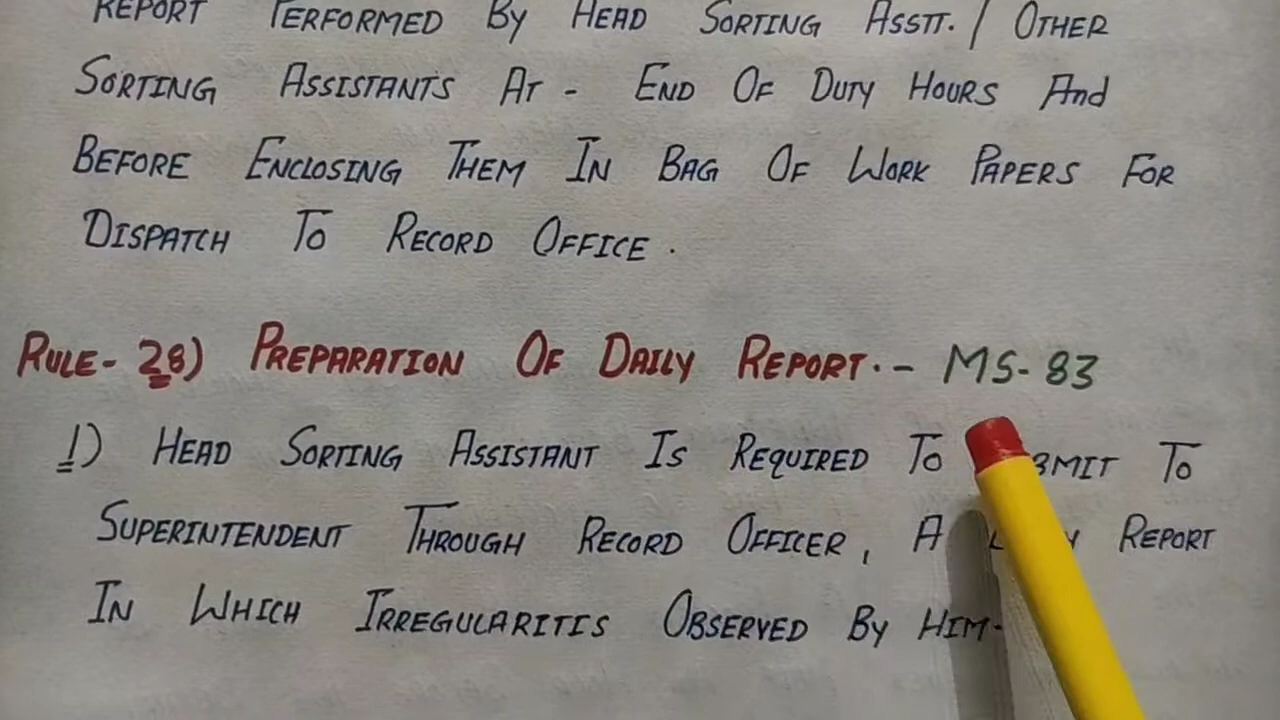 REPORT PERFORMED By HEAD SORTING ASSTT. / OTHER
SORTING ASSISTANTS AT - END OF DUTY HOURS And
BEFORE ENCLOSING THEM IN BAG OF WORK PAPERS FOR
DISPATCH TO RECORD OFFICE.
RULE- 28) PREPARATION OF DAILY REPORT. - MS- 83
1) HEAD SORTING ASSISTANT IS REQUIRED TO TO
SUPERINTENDENT THROUGH RECORD OFFICER, A REPORT
IN WHICH IRREGULARITIS OBSERVED By HIM-